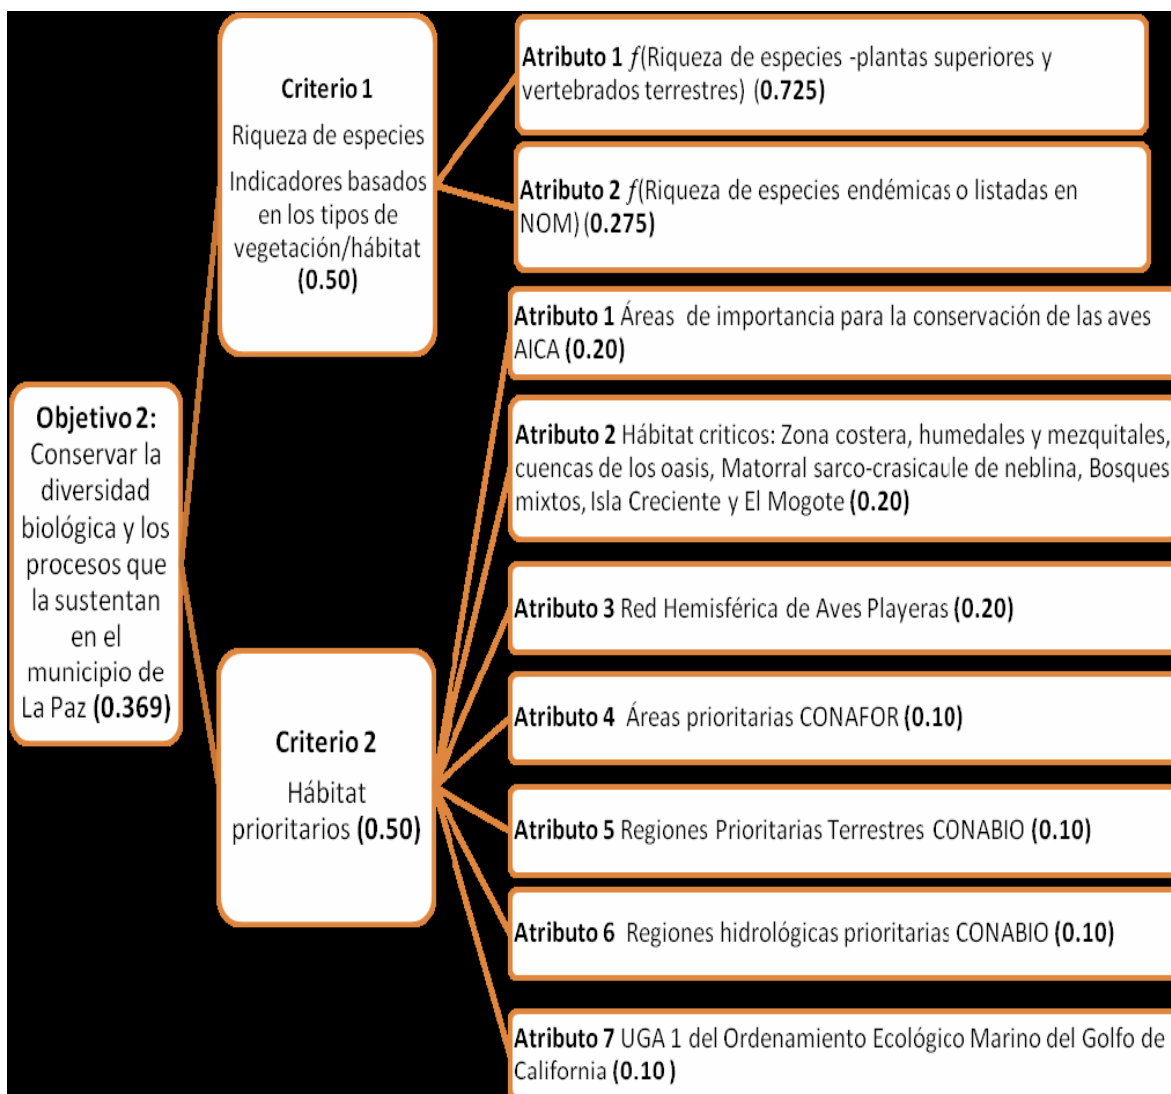 Objetivo 2:
Conservar la
diversidad
biológica y los
procesos que
la sustentan
en el
municipio de
La Paz (0.369)
Criterio 1
Riqueza de especies
Indicadores basados
en los tipos de
vegetación/hábitat
(0.50)
Atributo 1 f(Riqueza de especies -plantas superiores y
vertebrados terrestres) (0.725)
Atributo 2 f(Riqueza de especies endémicas o listadas en
NOM) (0.275)
Criterio 2
Hábitat
prioritarios (0.50)
Atributo 1 Áreas de importancia para la conservación de las aves
AICA (0.20)
Atributo 2 Hábitat criticos: Zona costera, humedales y mezquitales,
cuencas de los oasis, Matorral sarco-crasicaule de neblina, Bosques
mixtos, Isla Creciente y El Mogote (0.20)
Atributo 3 Red Hemisférica de Aves Playeras (0.20)
Atributo 4 Áreas prioritarias CONAFOR (0.10)
Atributo 5 Regiones Prioritarias Terrestres CONABIO (0.10)
Atributo 6 Regiones hidrológicas prioritarias CONABIO (0.10)
Atributo 7 UGA 1 del Ordenamiento Ecológico Marino del Golfo de
California (0.10 )